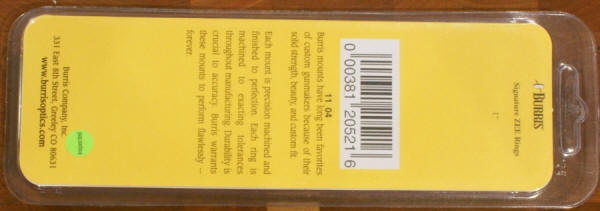 BURRIS
Signature ZEE Rings
1"
0 00381 20521 6
11 04
Burris mounts have long been favorites
of custom gunmakers because of their
solid strength, beauty, and custom fit.
Each mount is precision machined and
finished to perfection. Each ring is
machined to exacting tolerances
throughout manufacturing. Durability is
crucial to accuracy. Burris warrants
these mounts to perform flawlessly --
forever.
Burris Company, Inc.
331 East 8th Street, Greeley CO 80631
www.burrisoptics.com